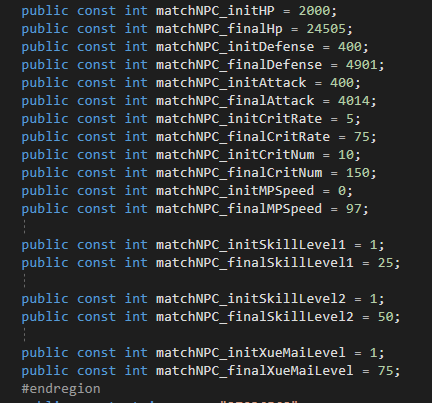 public const int matchNPC_initHP = 2000;
public const int matchNPC_finalHp = 24505;
public const int matchNPC_initDefense = 400;
public const int matchNPC_finalDefense = 4901;
public const int matchNPC_initAttack = 400;
public const int matchNPC_finalAttack = 4014;
public const int matchNPC_initCritRate = 5;
public const int matchNPC_finalCritRate = 75;
public const int matchNPC_initCritNum = 10;
public const int matchNPC_finalCritNum = 150;
public const int matchNPC_initMPSpeed = 0;
public const int matchNPC_finalMPSpeed = 97;
public const int matchNPC_initSkillLevel1 = 1;
public const int matchNPC_finalSkillLevel1 = 25;
public const int matchNPC_initSkillLevel2 = 1;
public const int matchNPC_finalSkillLevel2 = 50;
public const int matchNPC_initXueMaiLevel = 1;
public const int matchNPC_finalXueMaiLevel = 75;
#endregion